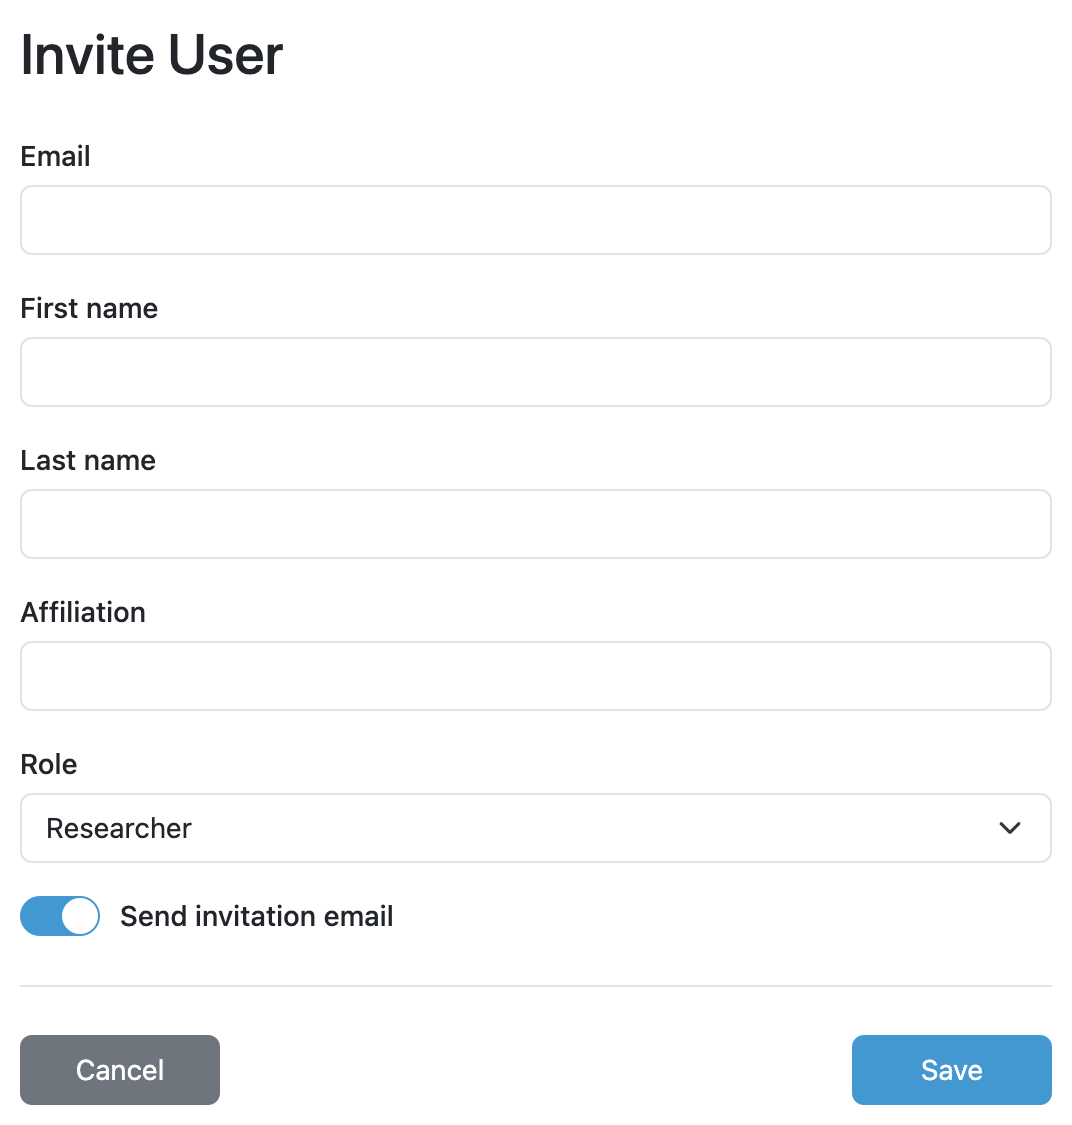 Invite User
Email
First name
Last name
Affiliation
Role
Researcher
Send invitation email
Cancel
Save